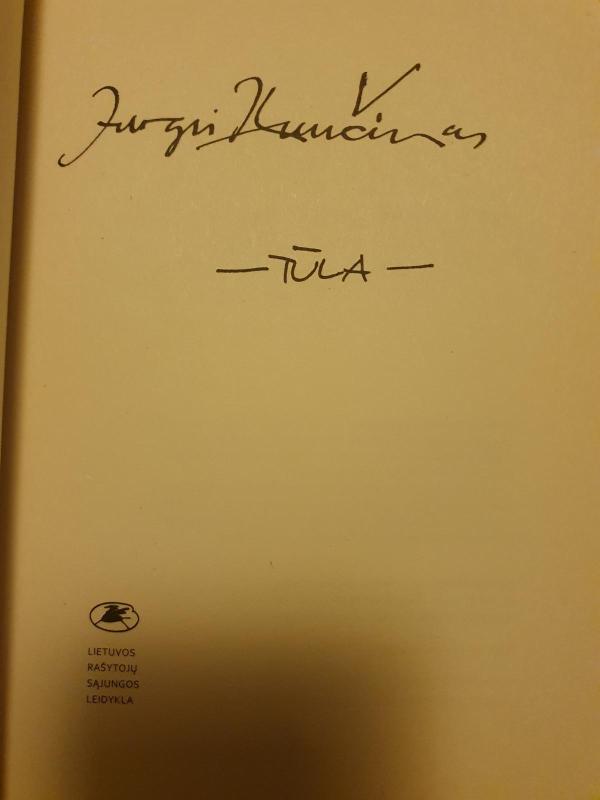 Jurgis Kunčinas
— TŪLA —
LIETUVOS
RAŠYTOJŲ
SĄJUNGOS
LEIDYKLA